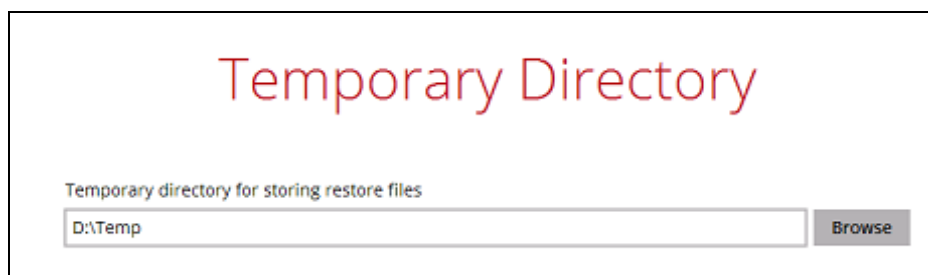 Temporary Directory
Temporary directory for storing restore files
D:\Temp
Browse